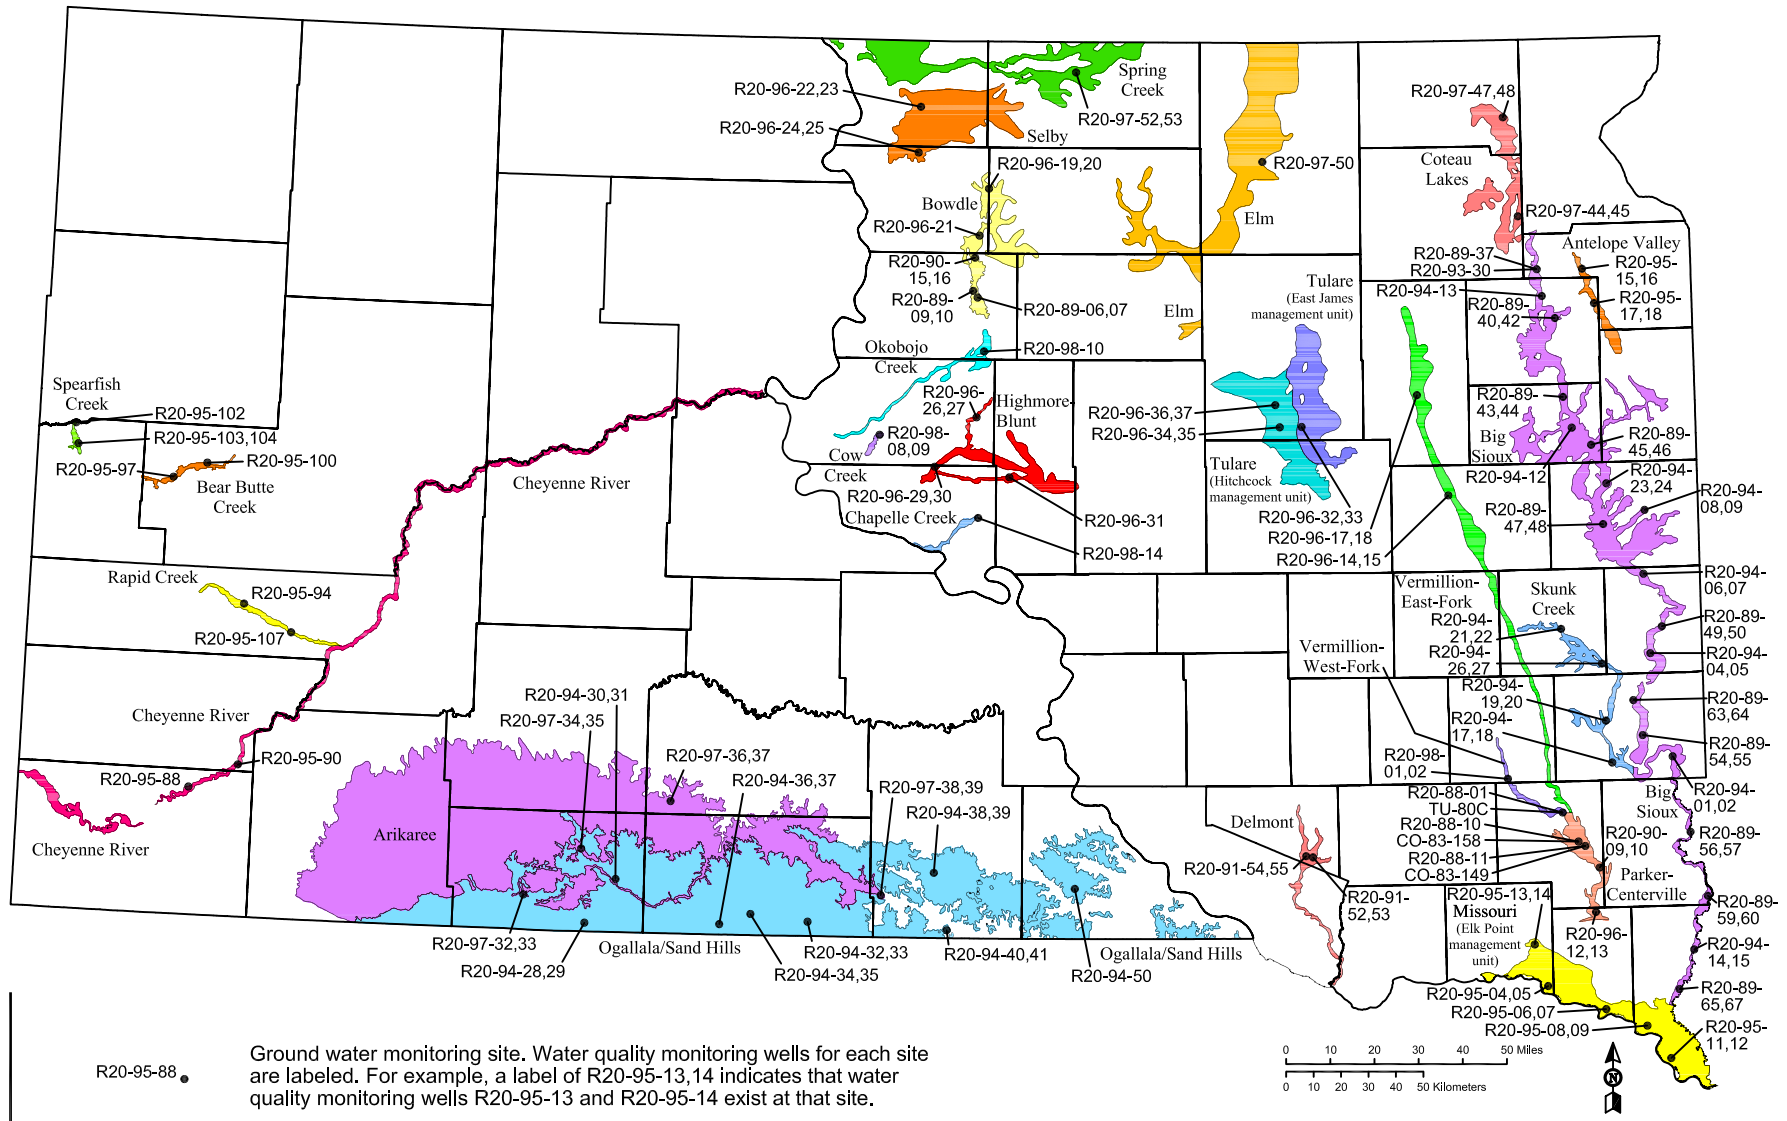 Spring
Creek
R20-97-52,53
R20-96-22,23
R20-96-24,25
Selby
R20-96-19,20
Bowdle
R20-96-21
R20-90-
15,16
R20-89-
09,10
R20-89-06,07
Elm
R20-97-50
Elm
R20-97-47,48
Coteau
Lakes
R20-97-44,45
Antelope Valley
R20-95-
15,16
R20-95-
17,18
R20-89-37
R20-93-30
R20-94-13
R20-89-
40,42
Tulare
(East James
management unit)
Okobojo
Creek
R20-98-10
R20-96-
26,27
Highmore-
Blunt
R20-98-
08,09
Cow
Creek
R20-96-29,30
Chapelle Creek
R20-96-31
R20-98-14
R20-96-36,37
R20-96-34,35
Tulare
(Hitchcock
management unit)
R20-96-32,33
R20-96-17,18
R20-96-14,15
R20-89-
43,44
Big
Sioux
R20-89-
45,46
R20-94-12
R20-94-
23,24
R20-94-
08,09
R20-89-
47,48
Spearfish
Creek
R20-95-102
R20-95-103,104
R20-95-97
R20-95-100
Bear Butte
Creek
Cheyenne River
Rapid Creek
R20-95-94
R20-95-107
Cheyenne River
R20-95-90
R20-95-88
Cheyenne River
Vermillion-
East-Fork
Skunk
Creek
R20-94-
21,22
R20-94-
26,27
R20-94-
06,07
R20-89-
49,50
R20-94-
04,05
Vermillion-
West-Fork
R20-94-
19,20
R20-94-
17,18
R20-89-
63,64
R20-89-
54,55
R20-98-
01,02
R20-94-
01,02
Big
Sioux
R20-88-01
TU-80C
R20-88-10
CO-83-158
R20-88-11
CO-83-149
R20-90-
09,10
R20-89-
56,57
Parker-
Centerville
R20-89-
59,60
R20-94-30,31
R20-97-34,35
R20-97-36,37
R20-94-36,37
R20-97-38,39
R20-94-38,39
Arikaree
R20-97-32,33
R20-94-28,29
Ogallala/Sand Hills
R20-94-32,33
R20-94-34,35
R20-94-40,41
R20-94-50
Ogallala/Sand Hills
Delmont
R20-91-54,55
R20-91-
52,53
R20-95-13,14
Missouri
(Elk Point
management
unit)
R20-96-
12,13
R20-94-
14,15
R20-89-
65,67
R20-95-04,05
R20-95-06,07
R20-95-08,09
R20-95-
11,12
R20-95-88
Ground water monitoring site. Water quality monitoring wells for each site
are labeled. For example, a label of R20-95-13,14 indicates that water
quality monitoring wells R20-95-13 and R20-95-14 exist at that site.
0 10 20 30 40 50 Miles
0 10 20 30 40 50 Kilometers
N